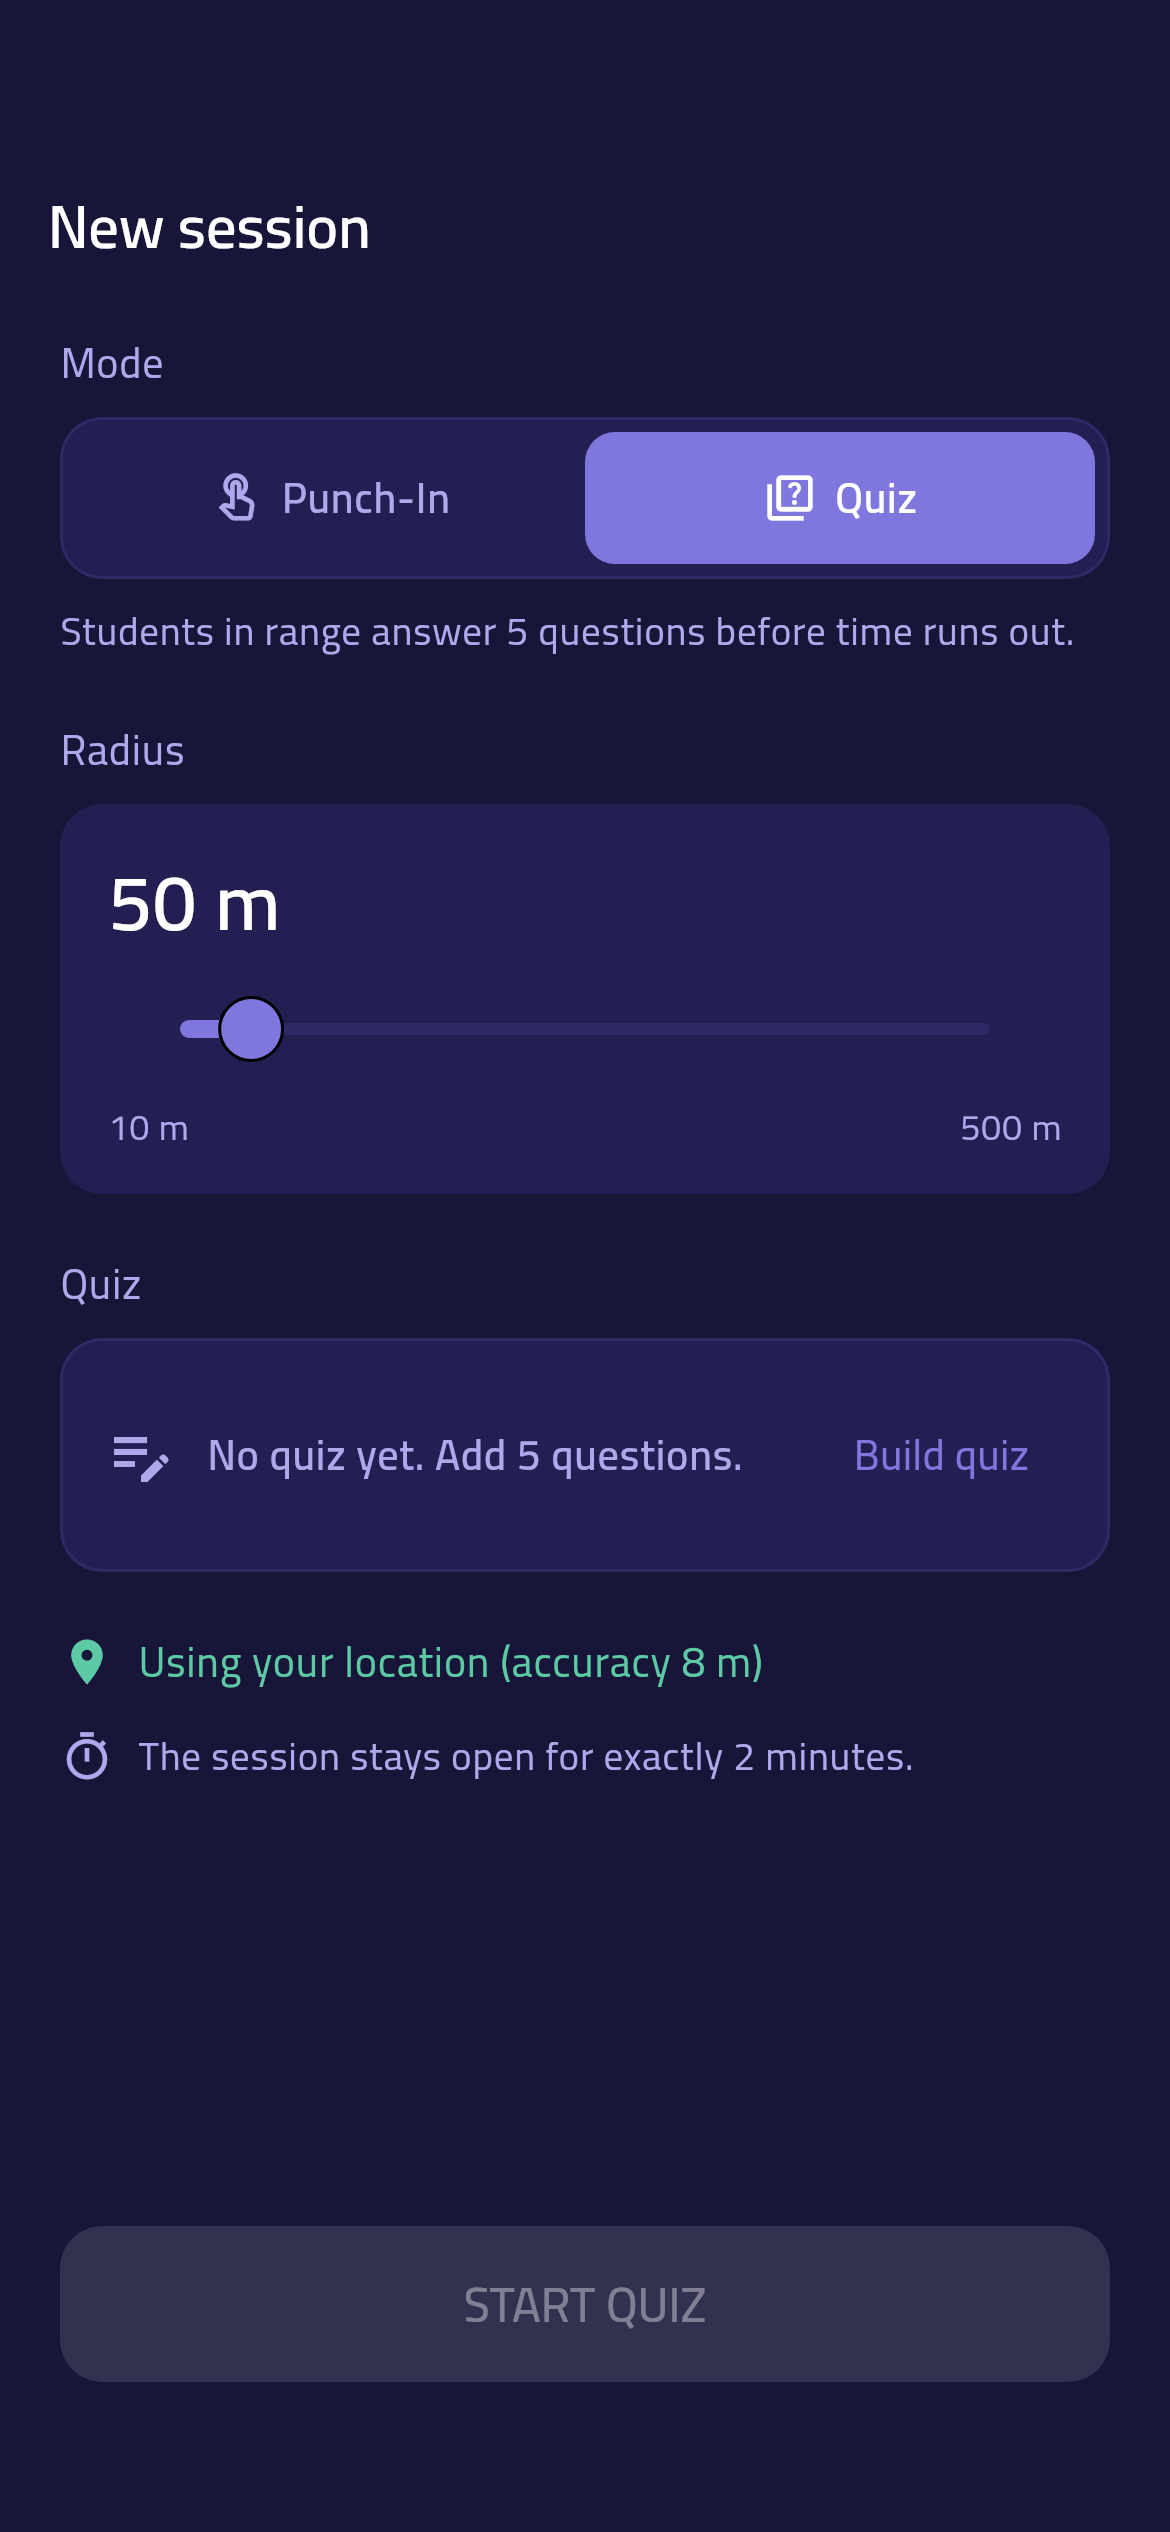 New session
Mode
Punch-In
Quiz
Students in range answer 5 questions before time runs out.
Radius
50 m
10 m
500 m
Quiz
No quiz yet. Add 5 questions.
Build quiz
Using your location (accuracy 8 m)
The session stays open for exactly 2 minutes.
START QUIZ